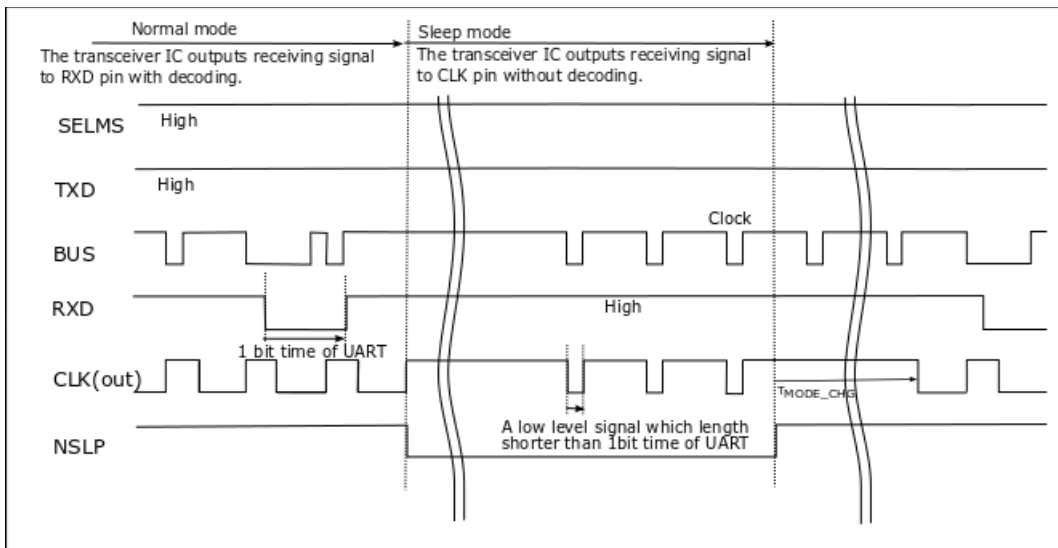 Normal mode
Sleep mode
The transceiver IC outputs receiving signal
to RXD pin with decoding.
The transceiver IC outputs receiving signal
to CLK pin without decoding.
SELMS
High
TXD
High
Clock
BUS
RXD
High
1 bit time of UART
CLK(out)
TMODE_CHG
A low level signal which length
shorter than 1bit time of UART
NSLP